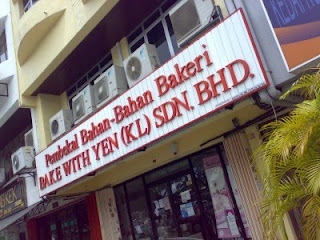 Pembekal Bahan-Bahan Bakeri
BAKE WITH YEN (KL) SDN. BHD.